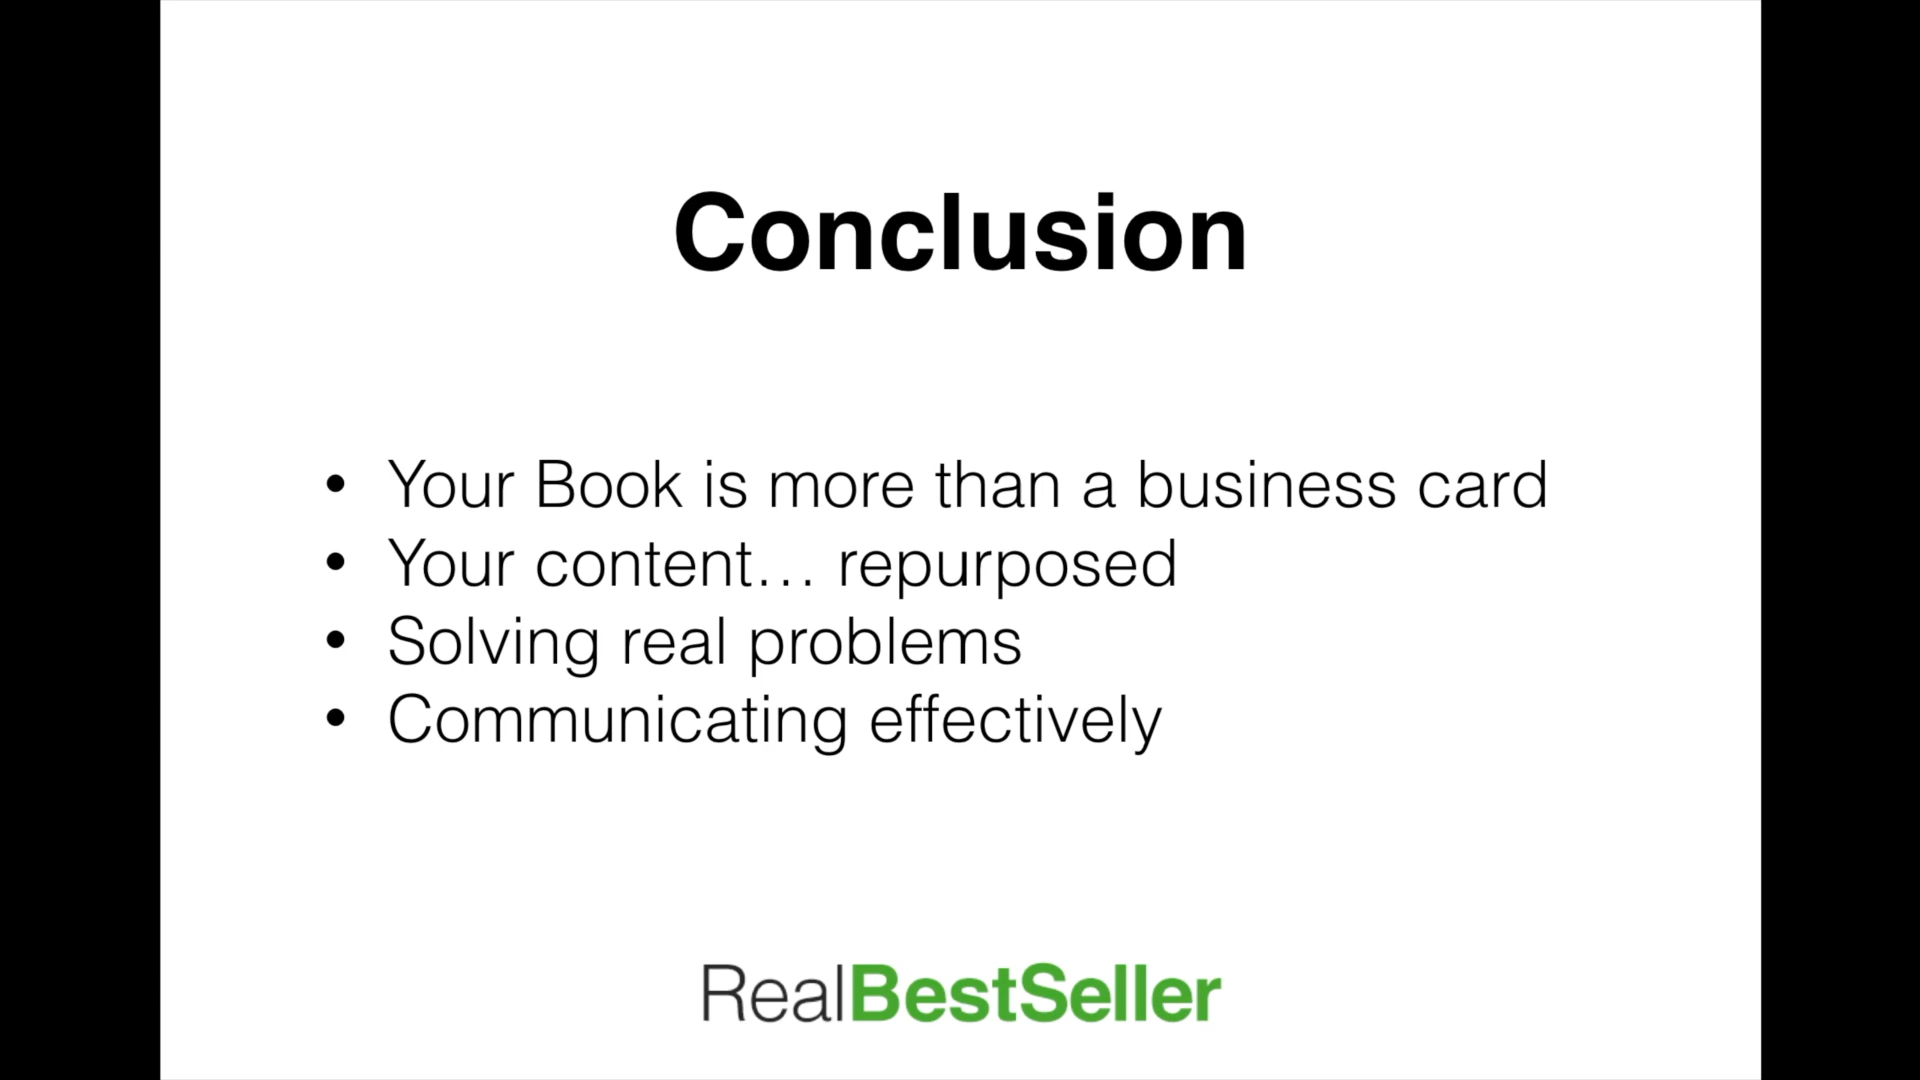 Conclusion
• Your Book is more than a business card
• Your content… repurposed
• Solving real problems
• Communicating effectively
RealBestSeller